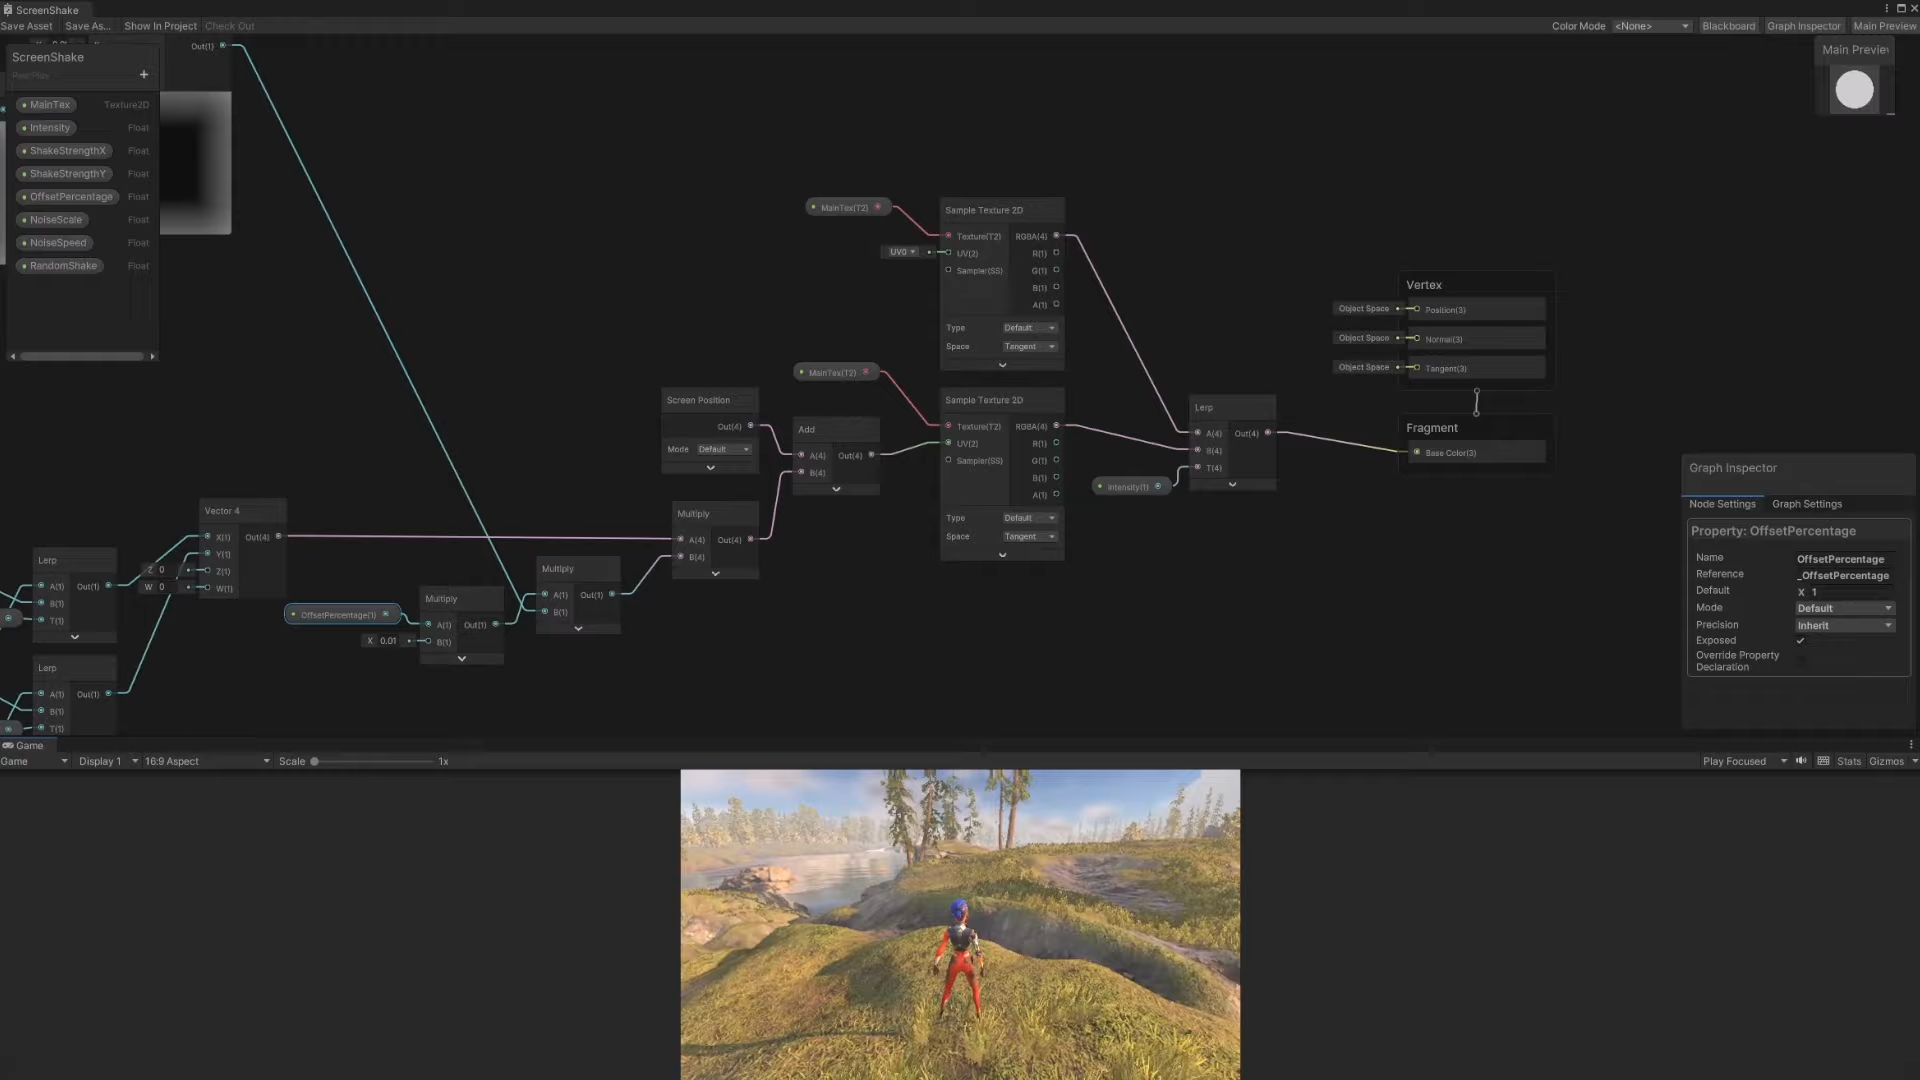 ScreenShake
Save Asset Save As... Show In Project Check Out
Color Mode <None> Blackboard Graph Inspector Main Preview
Out(1)
ScreenShake
MainTex Texture2D
Intensity Float
ShakeStrengthX Float
ShakeStrengthY Float
OffsetPercentage Float
NoiseScale Float
NoiseSpeed Float
RandomShake Float
Main Preview
MainTex(T2)
Sample Texture 2D
Texture(T2) RGBA(4)
UV0 UV(2) R(1)
Sampler(SS) G(1)
B(1)
A(1)
Type Default
Space Tangent
MainTex(T2)
Sample Texture 2D
Texture(T2) RGBA(4)
UV(2) R(1)
Sampler(SS) G(1)
B(1)
A(1)
Type Default
Space Tangent
Screen Position
Out(4)
Mode Default
Add
A(4) Out(4)
B(4)
Multiply
A(4) Out(4)
B(4)
Lerp
A(4) Out(4)
B(4)
T(4)
Intensity(1)
Vertex
Object Space Position(3)
Object Space Normal(3)
Object Space Tangent(3)
Fragment
Base Color(3)
Vector 4
X(1) Out(4)
Y(1)
Z 0 Z(1)
W 0 W(1)
Lerp
A(1) Out(1)
B(1)
T(1)
Lerp
A(1) Out(1)
B(1)
T(1)
OffsetPercentage(1)
Multiply
A(1) Out(1)
X 0.01 B(1)
Multiply
A(1) Out(1)
B(1)
Graph Inspector
Node Settings Graph Settings
Property: OffsetPercentage
Name OffsetPercentage
Reference _OffsetPercentage
Default X 1
Mode Default
Precision Inherit
Exposed
Override Property
Declaration
Game
Game Display 1 16:9 Aspect Scale 1x
Play Focused Stats Gizmos